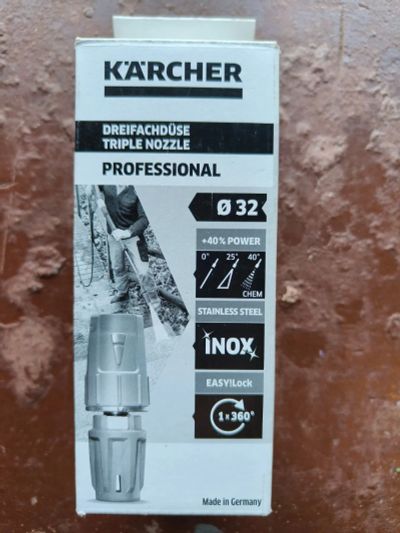 KÄRCHER
DREIFACHDÜSE
TRIPLE NOZZLE
PROFESSIONAL
Ø 32
+40% POWER
0° 25° 40°
CHEM
STAINLESS STEEL
INOX
EASY!Lock
1 x 360°
Made in Germany